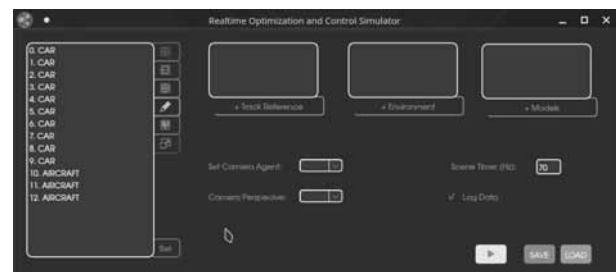 Realtime Optimization and Control Simulator
0. CAR
1. CAR
2. CAR
3. CAR
4. CAR
5. CAR
6. CAR
7. CAR
8. CAR
9. CAR
10. AIRCRAFT
11. AIRCRAFT
12. AIRCRAFT
+ Track Reference
+ Environment
+ Models
Set Camera Agent:
Scene Timer (Hz):
70
Camera Perspective:
Log Data
Set
SAVE
LOAD